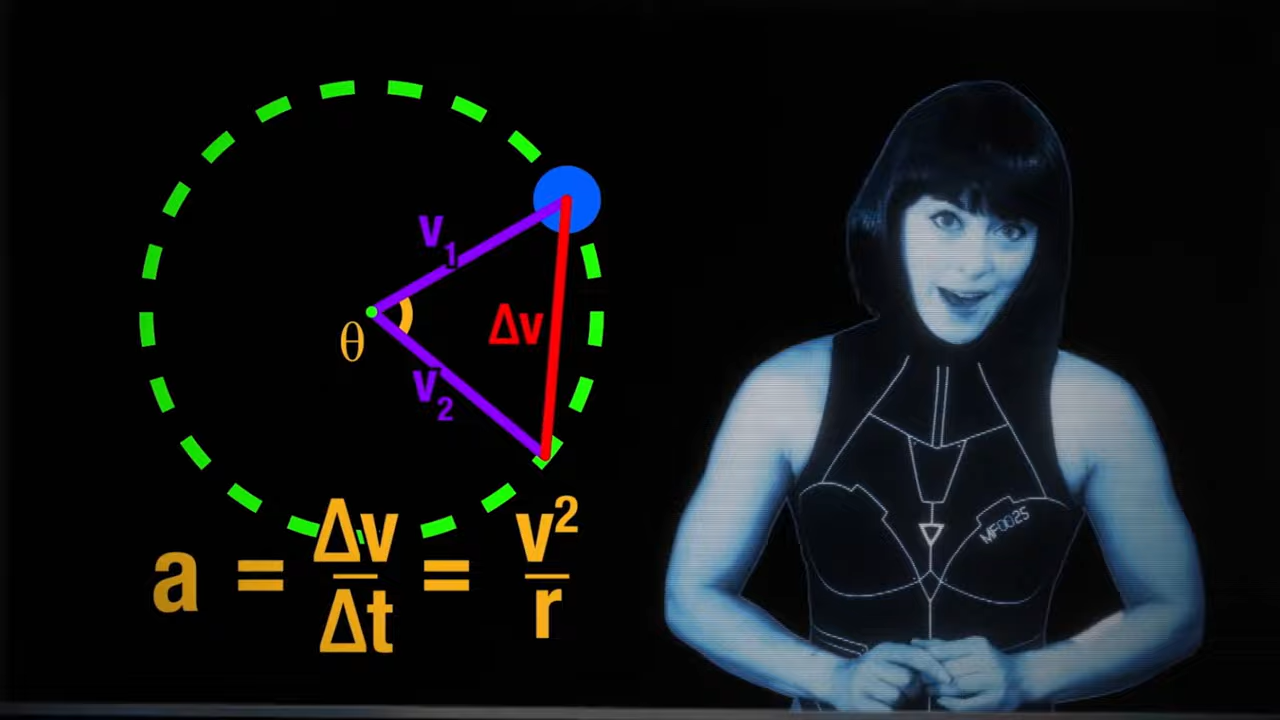 v₁
Δv
θ
v₂
a = Δv/Δt = v²/r
MF0025